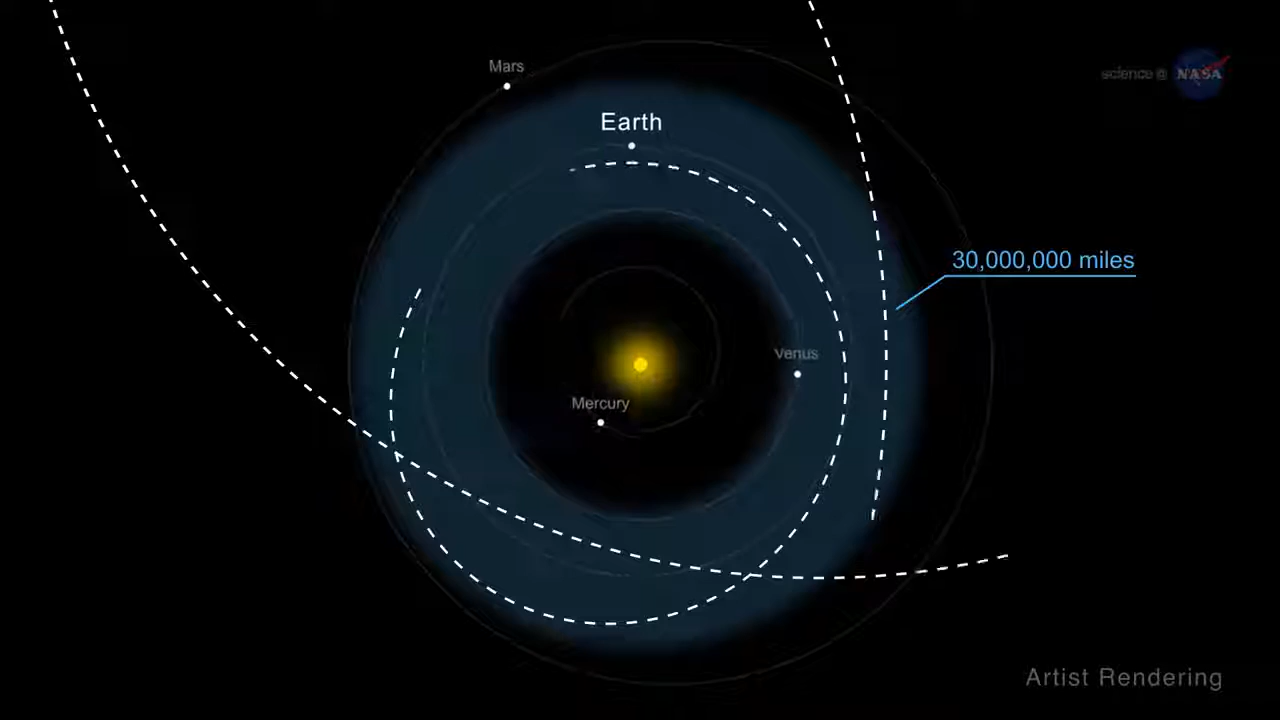 Mars
science@ NASA
Earth
30,000,000 miles
Venus
Mercury
Artist Rendering